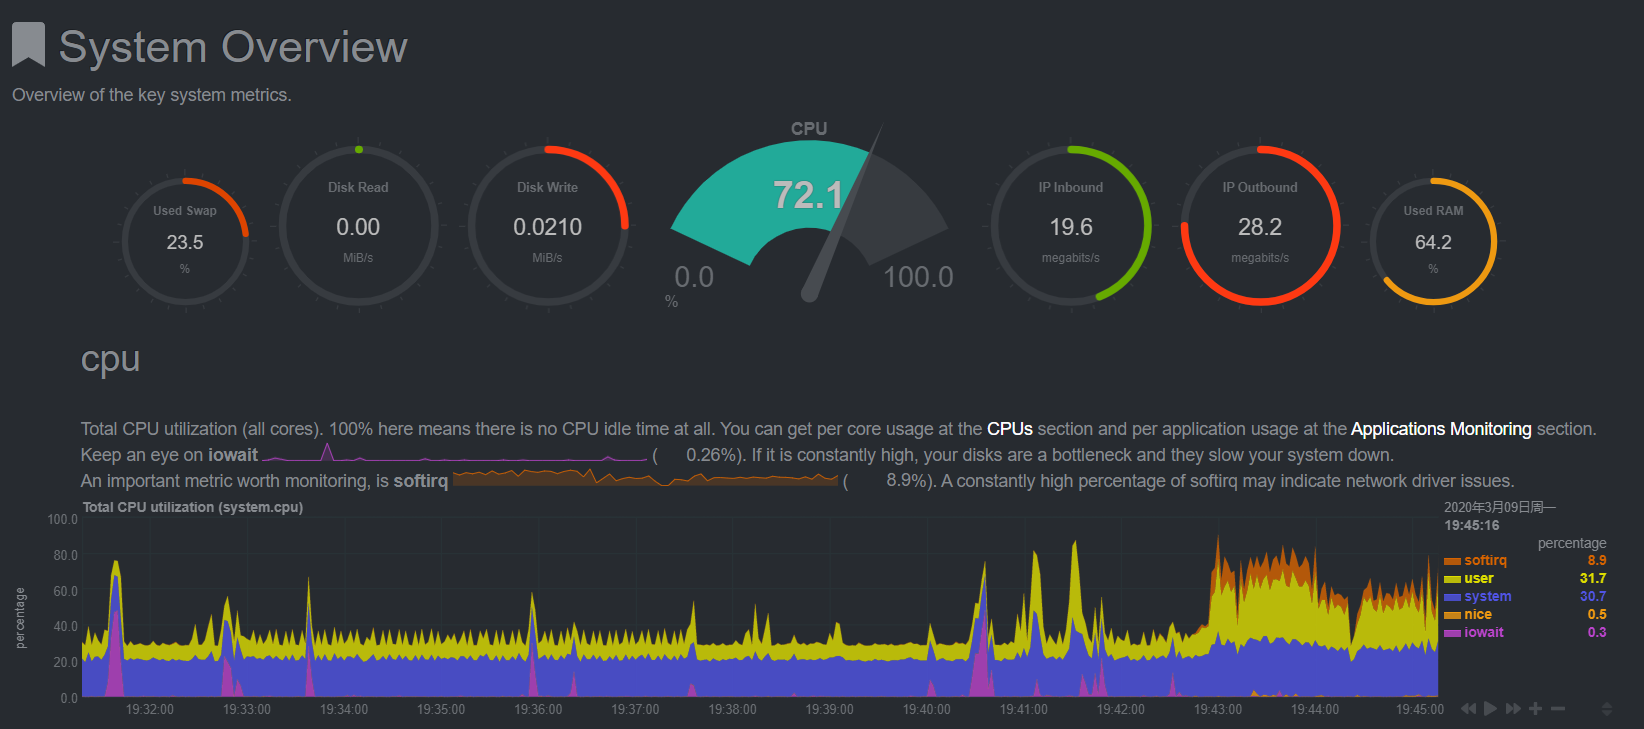 System Overview
Overview of the key system metrics.
Used Swap
23.5
%
Disk Read
0.00
MiB/s
Disk Write
0.0210
MiB/s
CPU
72.1
0.0
100.0
%
IP Inbound
19.6
megabits/s
IP Outbound
28.2
megabits/s
Used RAM
64.2
%
cpu
Total CPU utilization (all cores). 100% here means there is no CPU idle time at all. You can get per core usage at the CPUs section and per application usage at the Applications Monitoring section.
Keep an eye on iowait ( 0.26%). If it is constantly high, your disks are a bottleneck and they slow your system down.
An important metric worth monitoring, is softirq ( 8.9%). A constantly high percentage of softirq may indicate network driver issues.
Total CPU utilization (system.cpu)
percentage
100.0
80.0
60.0
40.0
20.0
0.0
19:32:00 19:33:00 19:34:00 19:35:00 19:36:00 19:37:00 19:38:00 19:39:00 19:40:00 19:41:00 19:42:00 19:43:00 19:44:00 19:45:00
2020年3月09日周一
19:45:16
percentage
softirq 8.9
user 31.7
system 30.7
nice 0.5
iowait 0.3